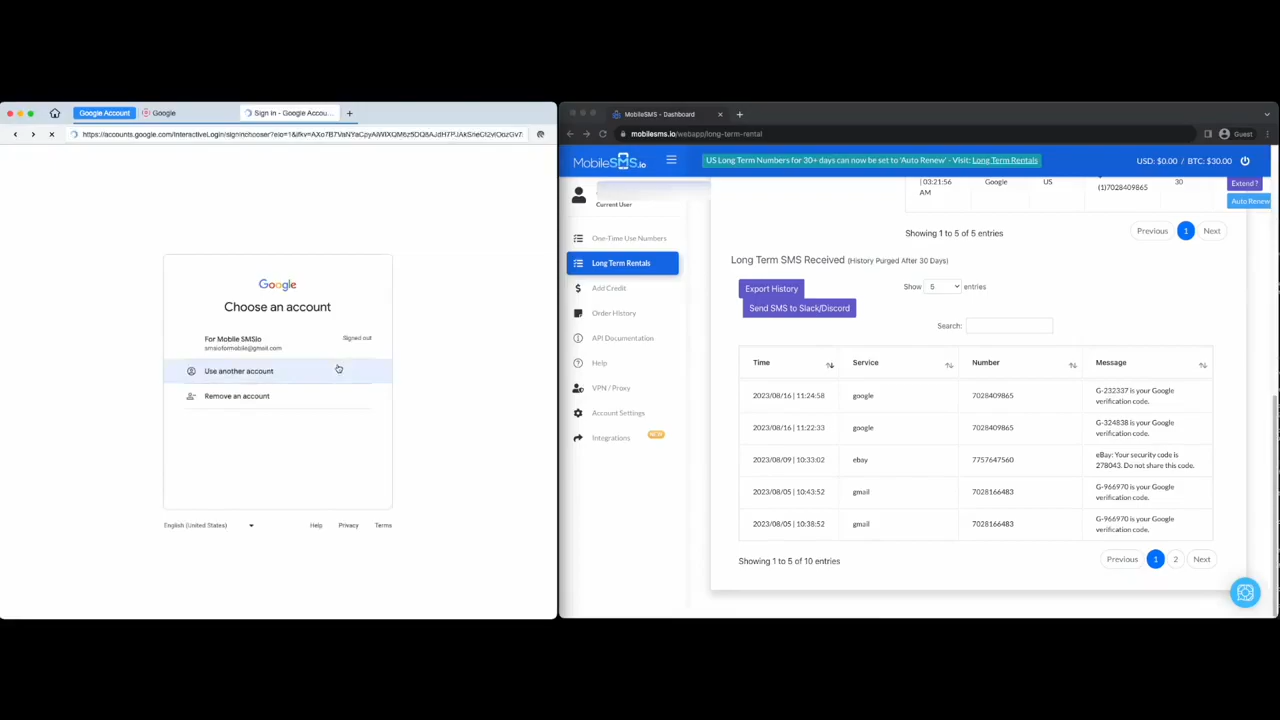 Google Account
Google
Sign in - Google Accou...
Google
Choose an account
For Mobile SMSio
smsioformobile@gmail.com
Signed out
Use another account
Remove an account
English (United States)
Help
Privacy
Terms
MobileSMS - Dashboard
mobilesms.io/webapp/long-term-rental
Guest
MobileSMS.io
US Long Term Numbers for 30+ days can now be set to 'Auto Renew' - Visit: Long Term Rentals
USD: $0.00 / BTC: $30.00
Current User
One-Time Use Numbers
Long Term Rentals
Add Credit
Order History
API Documentation
Help
VPN / Proxy
Account Settings
Integrations
NEW
| 03:21:56
AM
Google
US
(1)7028409865
30
Extend ?
Auto Renew
Showing 1 to 5 of 5 entries
Previous
1
Next
Long Term SMS Received (History Purged After 30 Days)
Export History
Show 5 entries
Send SMS to Slack/Discord
Search:
Time
Service
Number
Message
2023/08/16 | 11:24:58
google
7028409865
G-232337 is your Google
verification code.
2023/08/16 | 11:22:33
google
7028409865
G-324838 is your Google
verification code.
2023/08/09 | 10:33:02
ebay
7757647560
eBay: Your security code is
278043. Do not share this code.
2023/08/05 | 10:43:52
gmail
7028166483
G-966970 is your Google
verification code.
2023/08/05 | 10:38:52
gmail
7028166483
G-966970 is your Google
verification code.
Showing 1 to 5 of 10 entries
Previous
1
2
Next